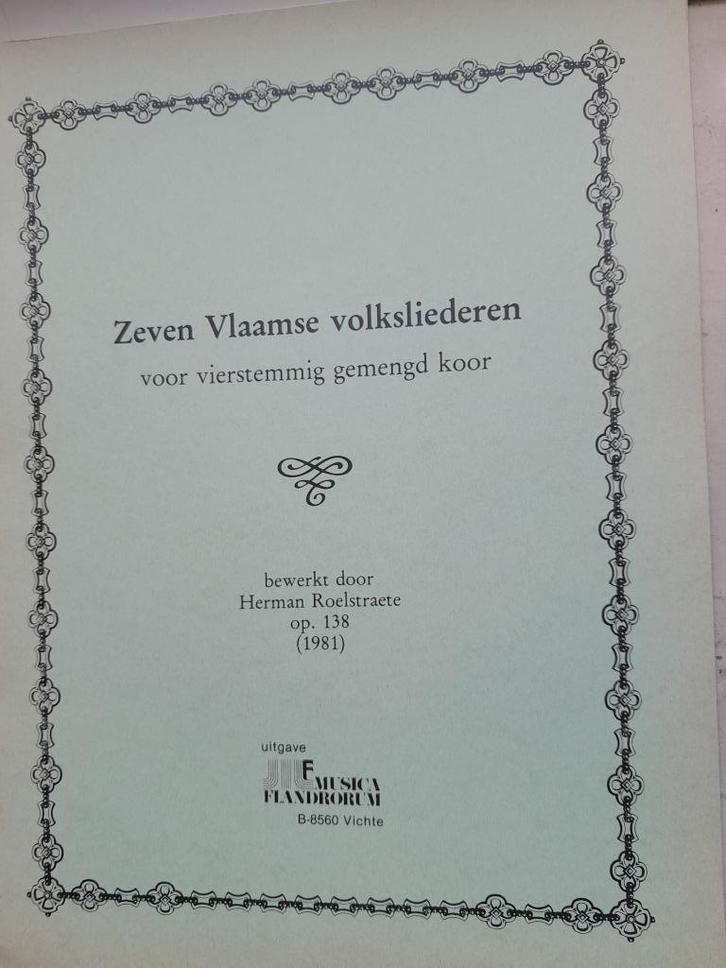 Zeven Vlaamse volksliederen
voor vierstemmig gemengd koor
bewerkt door
Herman Roelstraete
op. 138
(1981)
uitgave
MUSICA
FLANDRORUM
B-8560 Vichte